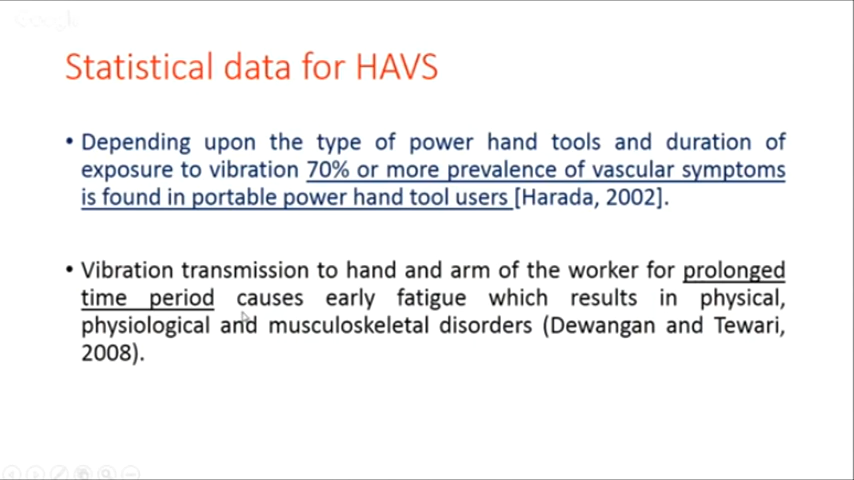 Statistical data for HAVS
• Depending upon the type of power hand tools and duration of
exposure to vibration 70% or more prevalence of vascular symptoms
is found in portable power hand tool users [Harada, 2002].
• Vibration transmission to hand and arm of the worker for prolonged
time period causes early fatigue which results in physical,
physiological and musculoskeletal disorders (Dewangan and Tewari,
2008).